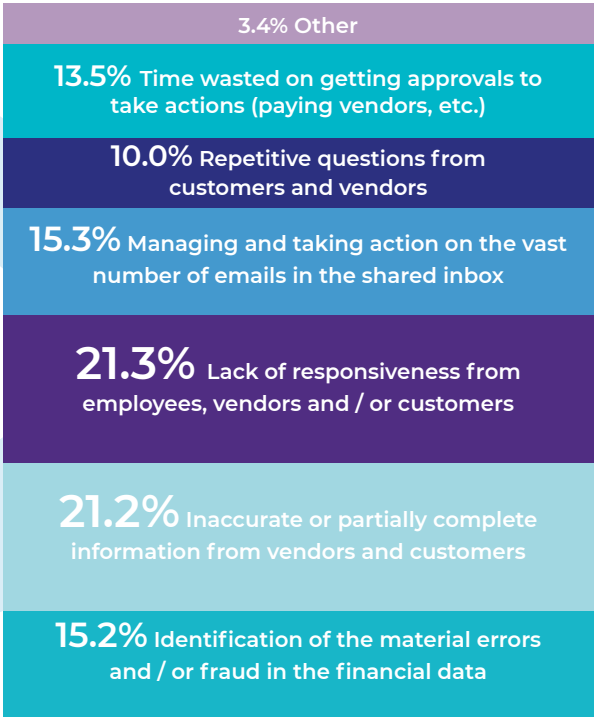 3.4% Other
13.5% Time wasted on getting approvals to
take actions (paying vendors, etc.)
10.0% Repetitive questions from
customers and vendors
15.3% Managing and taking action on the vast
number of emails in the shared inbox
21.3% Lack of responsiveness from
employees, vendors and / or customers
21.2% Inaccurate or partially complete
information from vendors and customers
15.2% Identification of the material errors
and / or fraud in the financial data